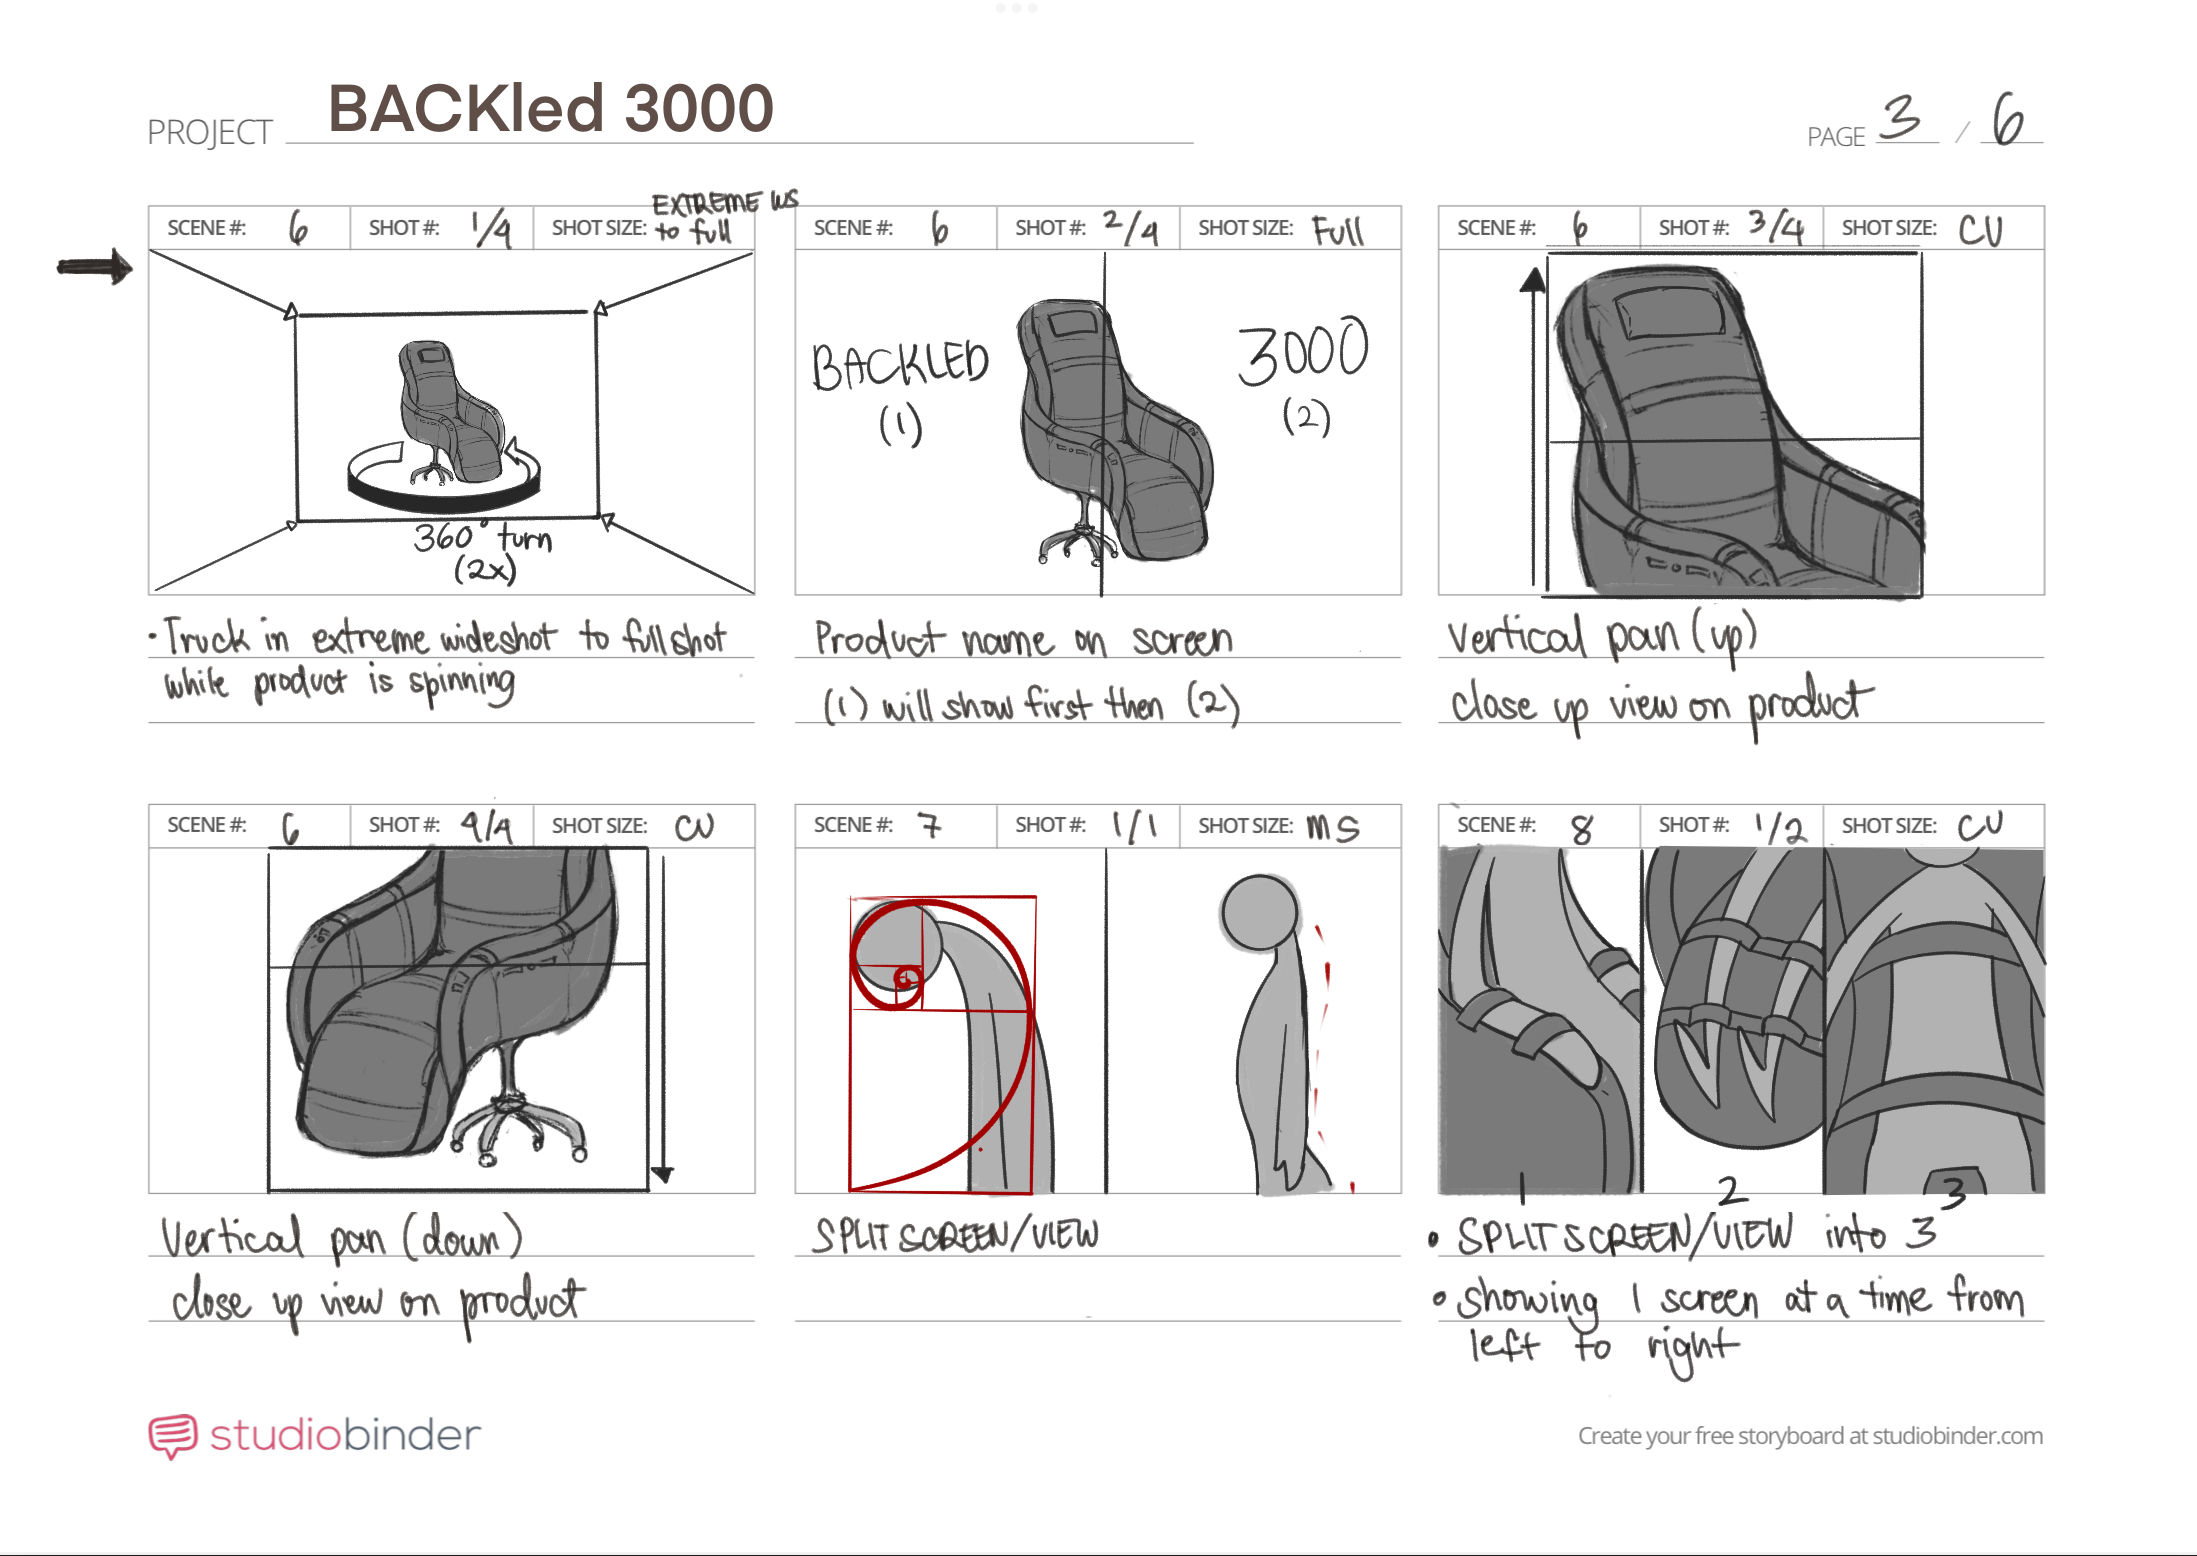 PROJECT BACKled 3000
PAGE 3 / 6
SCENE #: 6 SHOT #: 1/4 SHOT SIZE: EXTREME WS to full
360° turn
(2x)
• Truck in extreme wideshot to full shot
while product is spinning
SCENE #: 6 SHOT #: 2/4 SHOT SIZE: Full
BACKLED 3000
(1) (2)
Product name on screen
(1) will show first then (2)
SCENE #: 6 SHOT #: 3/4 SHOT SIZE: CU
Vertical pan (up)
close up view on product
SCENE #: 6 SHOT #: 4/4 SHOT SIZE: CU
Vertical pan (down)
close up view on product
SCENE #: 7 SHOT #: 1/1 SHOT SIZE: MS
SPLIT SCREEN/VIEW
SCENE #: 8 SHOT #: 1/2 SHOT SIZE: CU
1 2 3
• SPLIT SCREEN/VIEW into 3
• showing 1 screen at a time from
left to right
studiobinder
Create your free storyboard at studiobinder.com